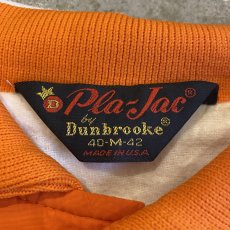 D Pla-Jac®
by
Dunbrooke®
40-M-42
MADE IN U.S.A.